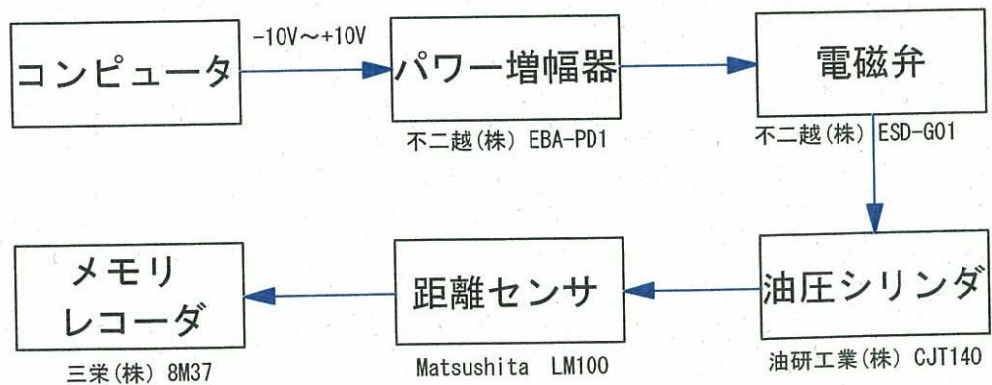 -10V～+10V
コンピュータ
パワー増幅器
電磁弁
不二越(株) EBA-PD1
不二越(株) ESD-G01
メモリ
レコーダ
距離センサ
油圧シリンダ
三栄(株) 8M37
Matsushita LM100
油研工業(株) CJT140